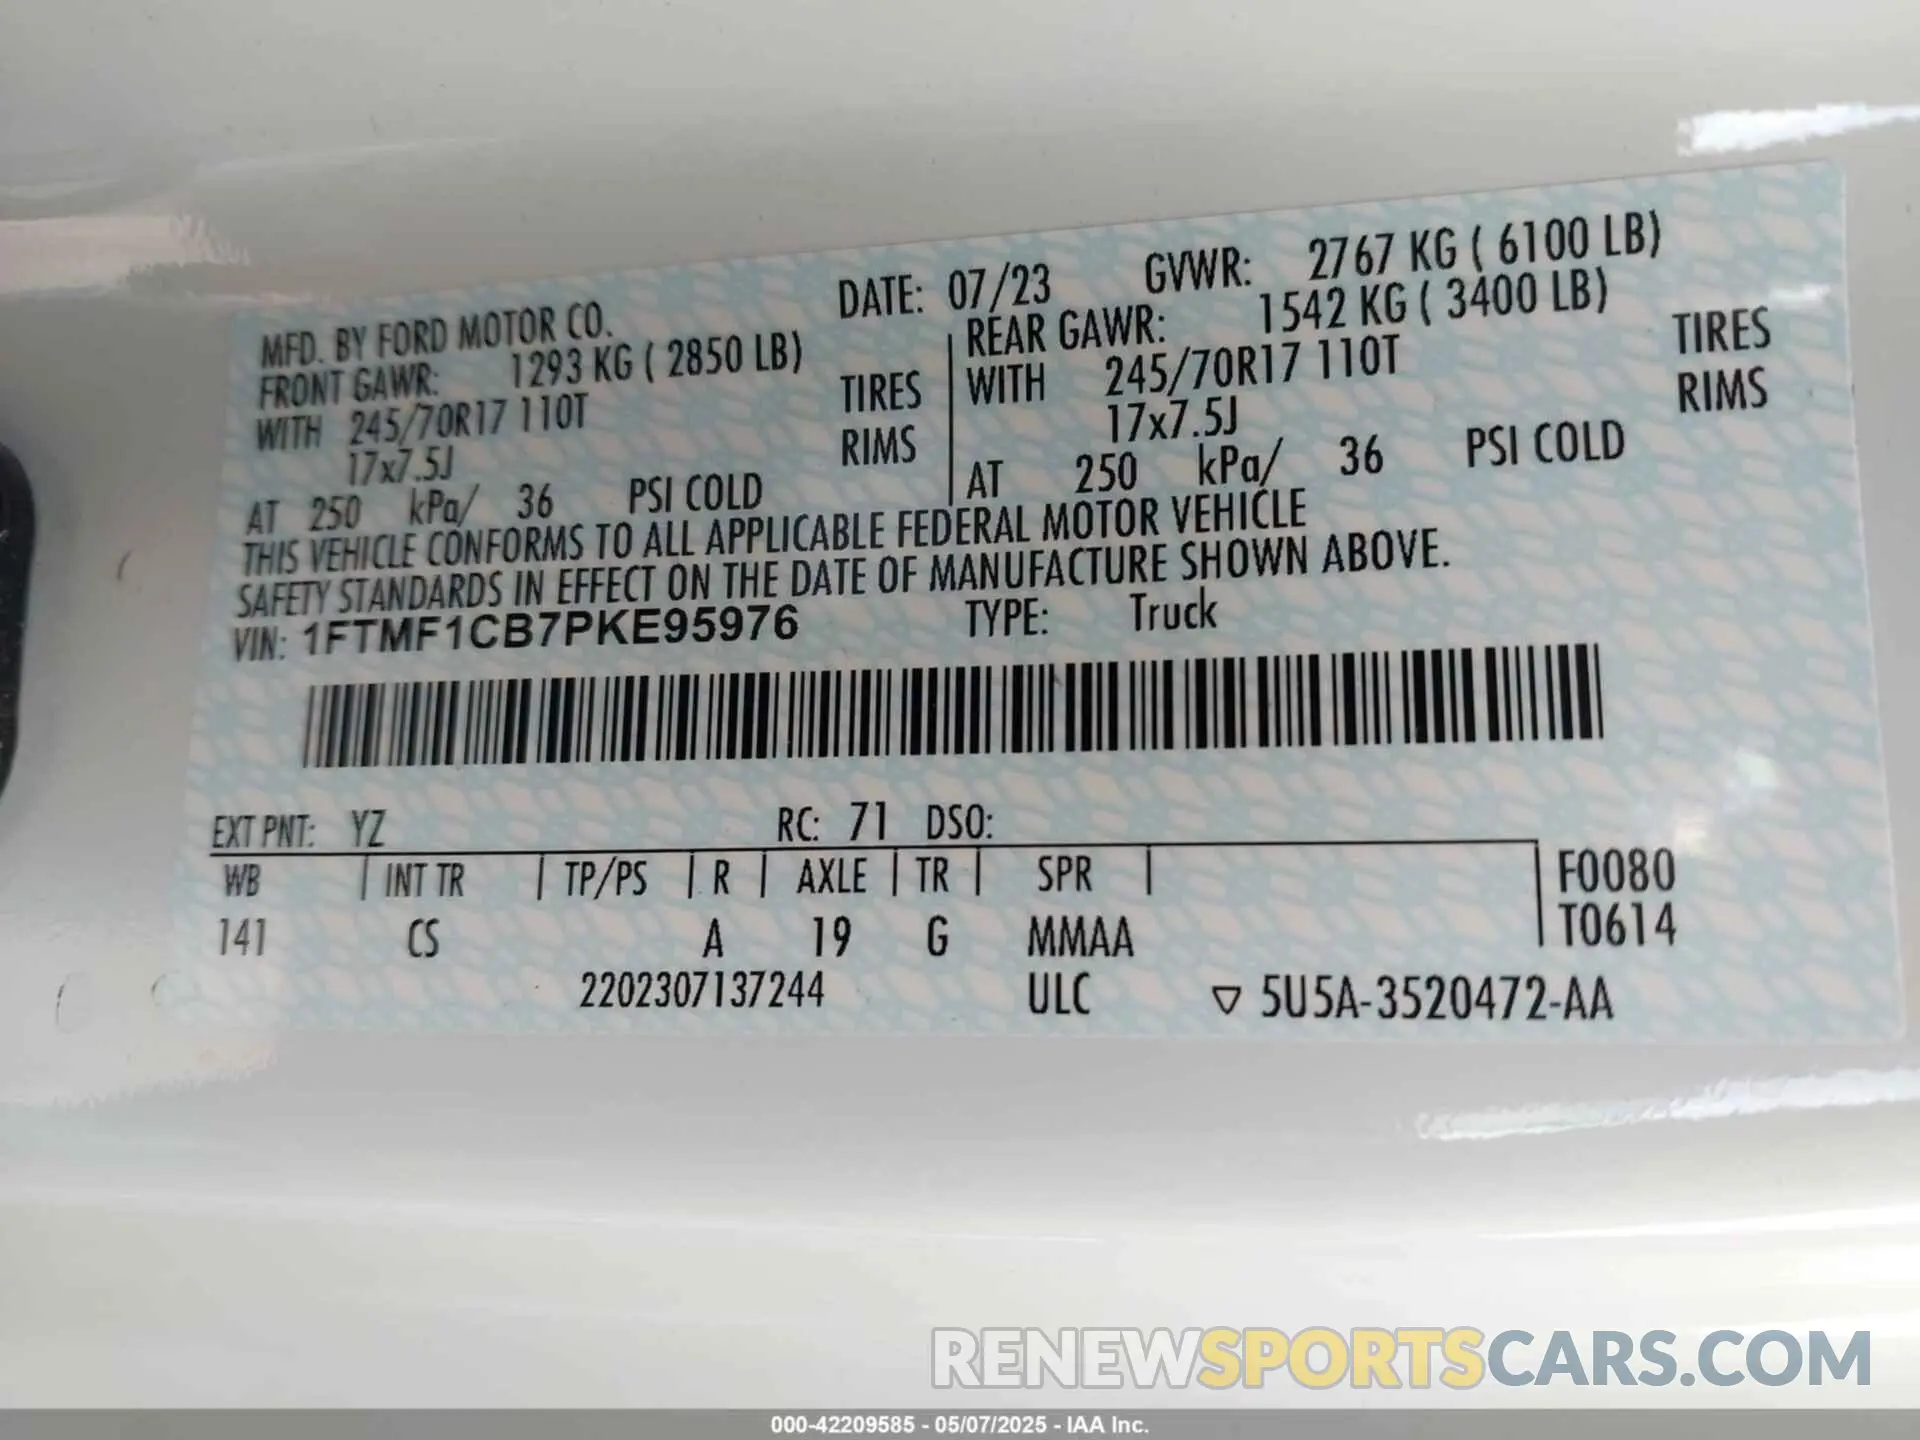 MFD. BY FORD MOTOR CO. DATE: 07/23 GVWR: 2767 KG ( 6100 LB)
FRONT GAWR: 1293 KG ( 2850 LB)
WITH 245/70R17 110T TIRES
17x7.5J RIMS
AT 250 kPa/ 36 PSI COLD
REAR GAWR: 1542 KG ( 3400 LB)
WITH 245/70R17 110T TIRES
17x7.5J RIMS
AT 250 kPa/ 36 PSI COLD
THIS VEHICLE CONFORMS TO ALL APPLICABLE FEDERAL MOTOR VEHICLE
SAFETY STANDARDS IN EFFECT ON THE DATE OF MANUFACTURE SHOWN ABOVE.
VIN: 1FTMF1CB7PKE95976 TYPE: Truck
EXT PNT: YZ RC: 71 DSO:
WB | INT TR | TP/PS | R | AXLE | TR | SPR | F0080
141 CS A 19 G MMAA T0614
2202307137244 ULC ▽ 5U5A-3520472-AA
RENEWSPORTSCARS.COM
000-42209585 - 05/07/2025 - IAA Inc.